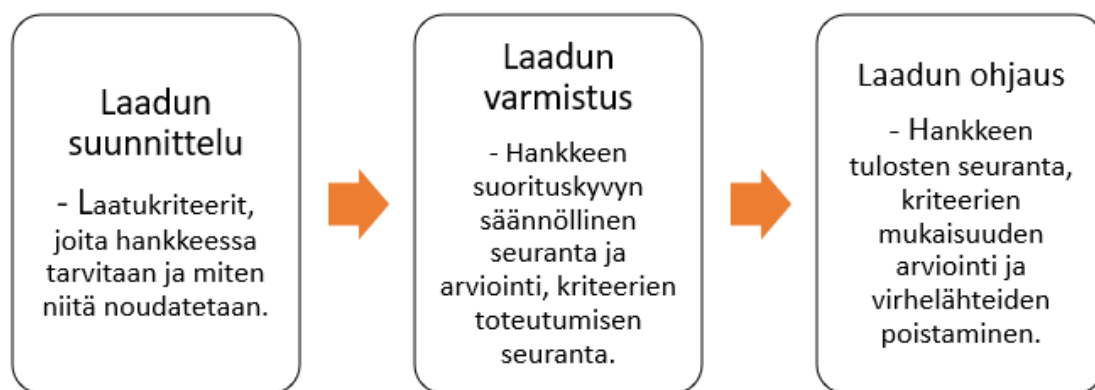 Laadun
suunnittelu
- Laatukriteerit,
joita hankkeessa
tarvitaan ja miten
niitä noudatetaan.
Laadun
varmistus
- Hankkeen
suorituskyvyn
säännöllinen
seuranta ja
arviointi, kriteerien
toteutumisen
seuranta.
Laadun ohjaus
- Hankkeen
tulosten seuranta,
kriteerien
mukaisuuden
arviointi ja
virhelähteiden
poistaminen.